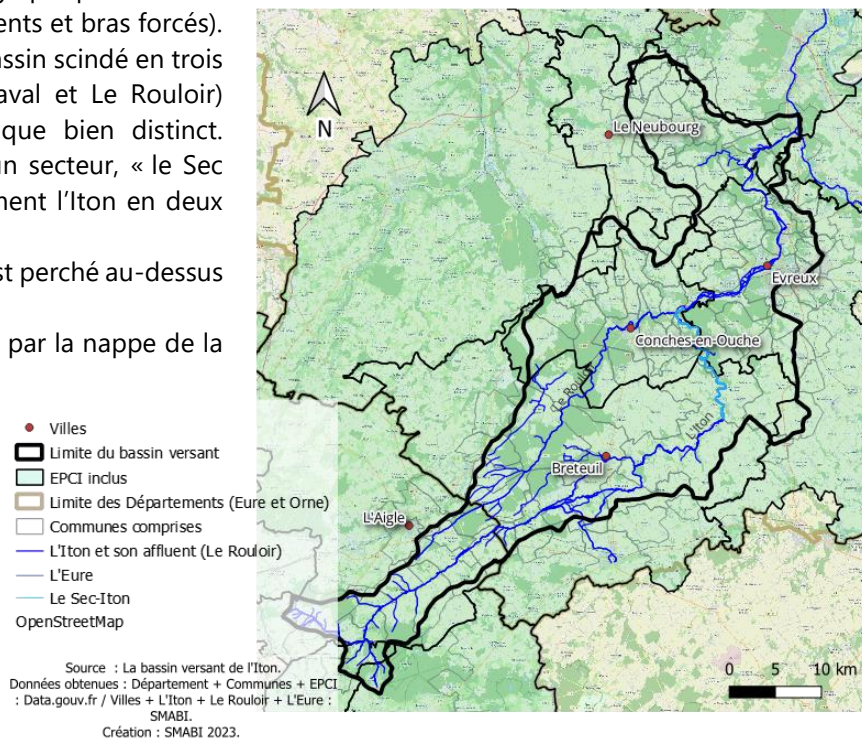 ents et bras forcés).
assin scindé en trois
aval et Le Rouloir)
que bien distinct.
un secteur, « le Sec
ment l'Iton en deux
st perché au-dessus
par la nappe de la
N
Le Neubourg
Evreux
Conches-en-Ouche
Le Rouloir
L'Iton
Breteuil
L'Aigle
Villes
Limite du bassin versant
EPCI inclus
Limite des Départements (Eure et Orne)
Communes comprises
L'Iton et son affluent (Le Rouloir)
L'Eure
Le Sec-Iton
OpenStreetMap
Source : La bassin versant de l'Iton.
Données obtenues : Département + Communes + EPCI
: Data.gouv.fr / Villes + L'Iton + Le Rouloir + L'Eure :
SMABI.
Création : SMABI 2023.
0 5 10 km